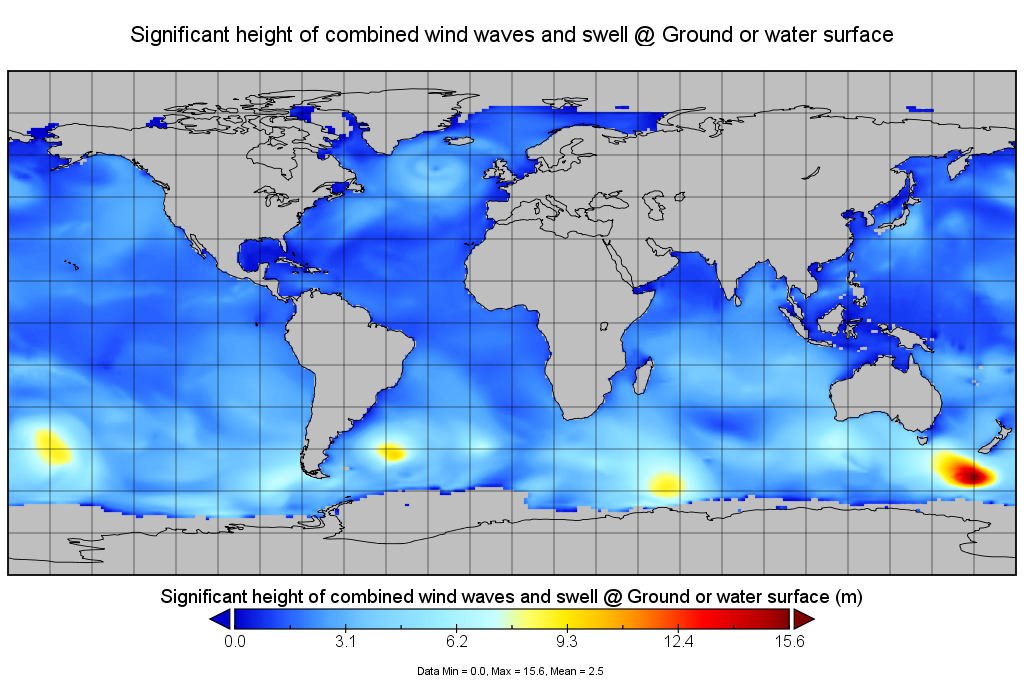 Significant height of combined wind waves and swell @ Ground or water surface
Significant height of combined wind waves and swell @ Ground or water surface (m)
0.0 3.1 6.2 9.3 12.4 15.6
Data Min = 0.0, Max = 15.6, Mean = 2.5